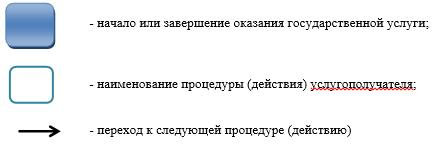 - начало или завершение оказания государственной услуги;
- наименование процедуры (действия) услугополучателя;
- переход к следующей процедуре (действию)